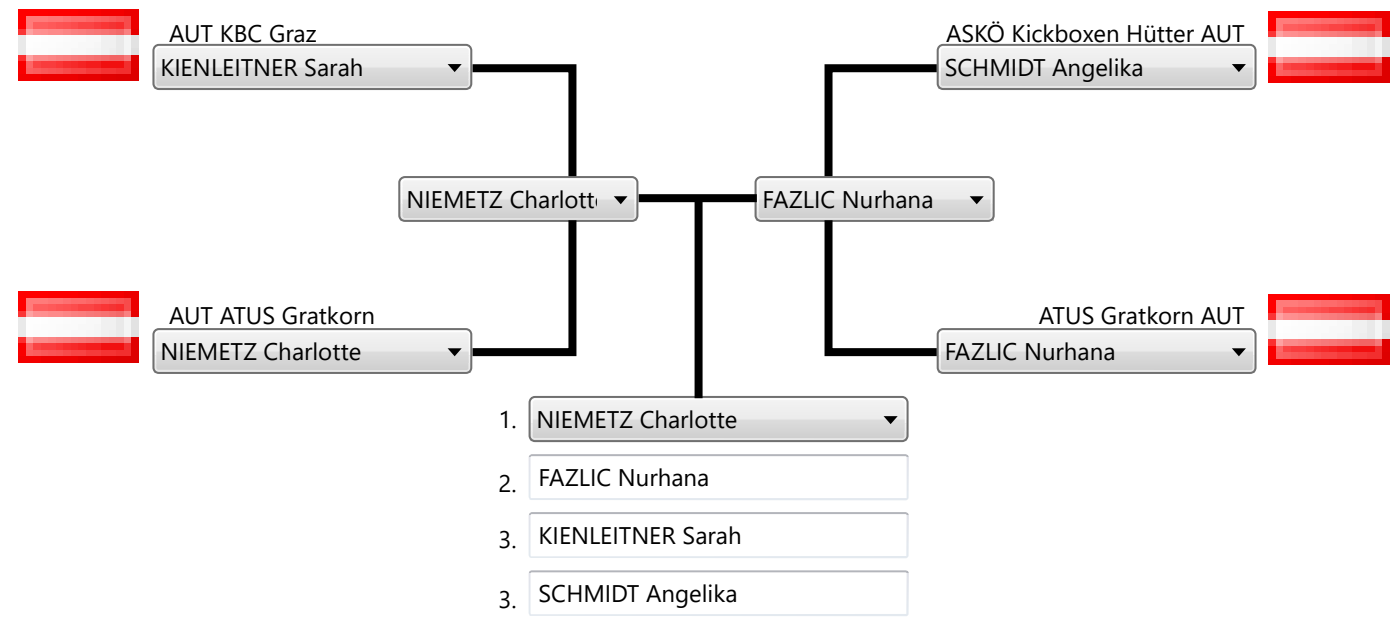 AUT KBC Graz
KIENLEITNER Sarah
ASKÖ Kickboxen Hütter AUT
SCHMIDT Angelika
NIEMETZ Charlott
FAZLIC Nurhana
AUT ATUS Gratkorn
NIEMETZ Charlotte
ATUS Gratkorn AUT
FAZLIC Nurhana
1. NIEMETZ Charlotte
2. FAZLIC Nurhana
3. KIENLEITNER Sarah
3. SCHMIDT Angelika